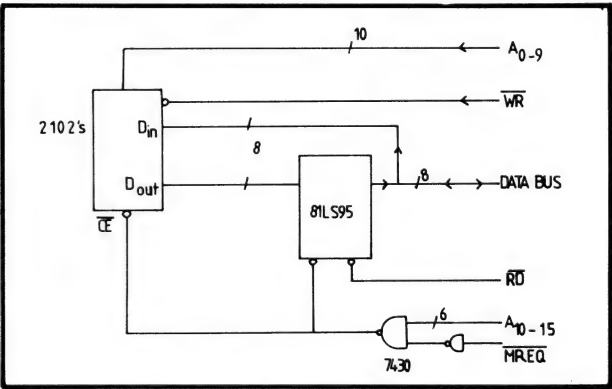 10
A0-9
WR
2102's
Din
8
Dout
8
DATA BUS
81LS95
CE
RD
6
A10-15
MREQ
7430